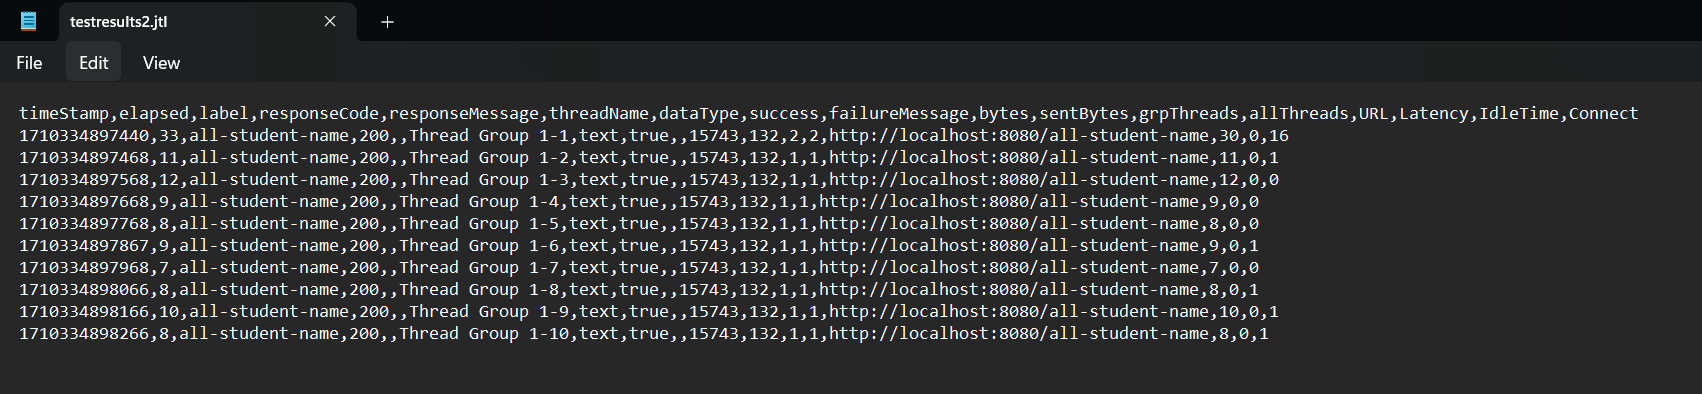 testresults2.jtl
File Edit View
timeStamp,elapsed,label,responseCode,responseMessage,threadName,dataType,success,failureMessage,bytes,sentBytes,grpThreads,allThreads,URL,Latency,IdleTime,Connect
1710334897440,33,all-student-name,200,,Thread Group 1-1,text,true,,15743,132,2,2,http://localhost:8080/all-student-name,30,0,16
1710334897468,11,all-student-name,200,,Thread Group 1-2,text,true,,15743,132,1,1,http://localhost:8080/all-student-name,11,0,1
1710334897568,12,all-student-name,200,,Thread Group 1-3,text,true,,15743,132,1,1,http://localhost:8080/all-student-name,12,0,0
1710334897668,9,all-student-name,200,,Thread Group 1-4,text,true,,15743,132,1,1,http://localhost:8080/all-student-name,9,0,0
1710334897768,8,all-student-name,200,,Thread Group 1-5,text,true,,15743,132,1,1,http://localhost:8080/all-student-name,8,0,0
1710334897867,9,all-student-name,200,,Thread Group 1-6,text,true,,15743,132,1,1,http://localhost:8080/all-student-name,9,0,1
1710334897968,7,all-student-name,200,,Thread Group 1-7,text,true,,15743,132,1,1,http://localhost:8080/all-student-name,7,0,0
1710334898066,8,all-student-name,200,,Thread Group 1-8,text,true,,15743,132,1,1,http://localhost:8080/all-student-name,8,0,1
1710334898166,10,all-student-name,200,,Thread Group 1-9,text,true,,15743,132,1,1,http://localhost:8080/all-student-name,10,0,1
1710334898266,8,all-student-name,200,,Thread Group 1-10,text,true,,15743,132,1,1,http://localhost:8080/all-student-name,8,0,1